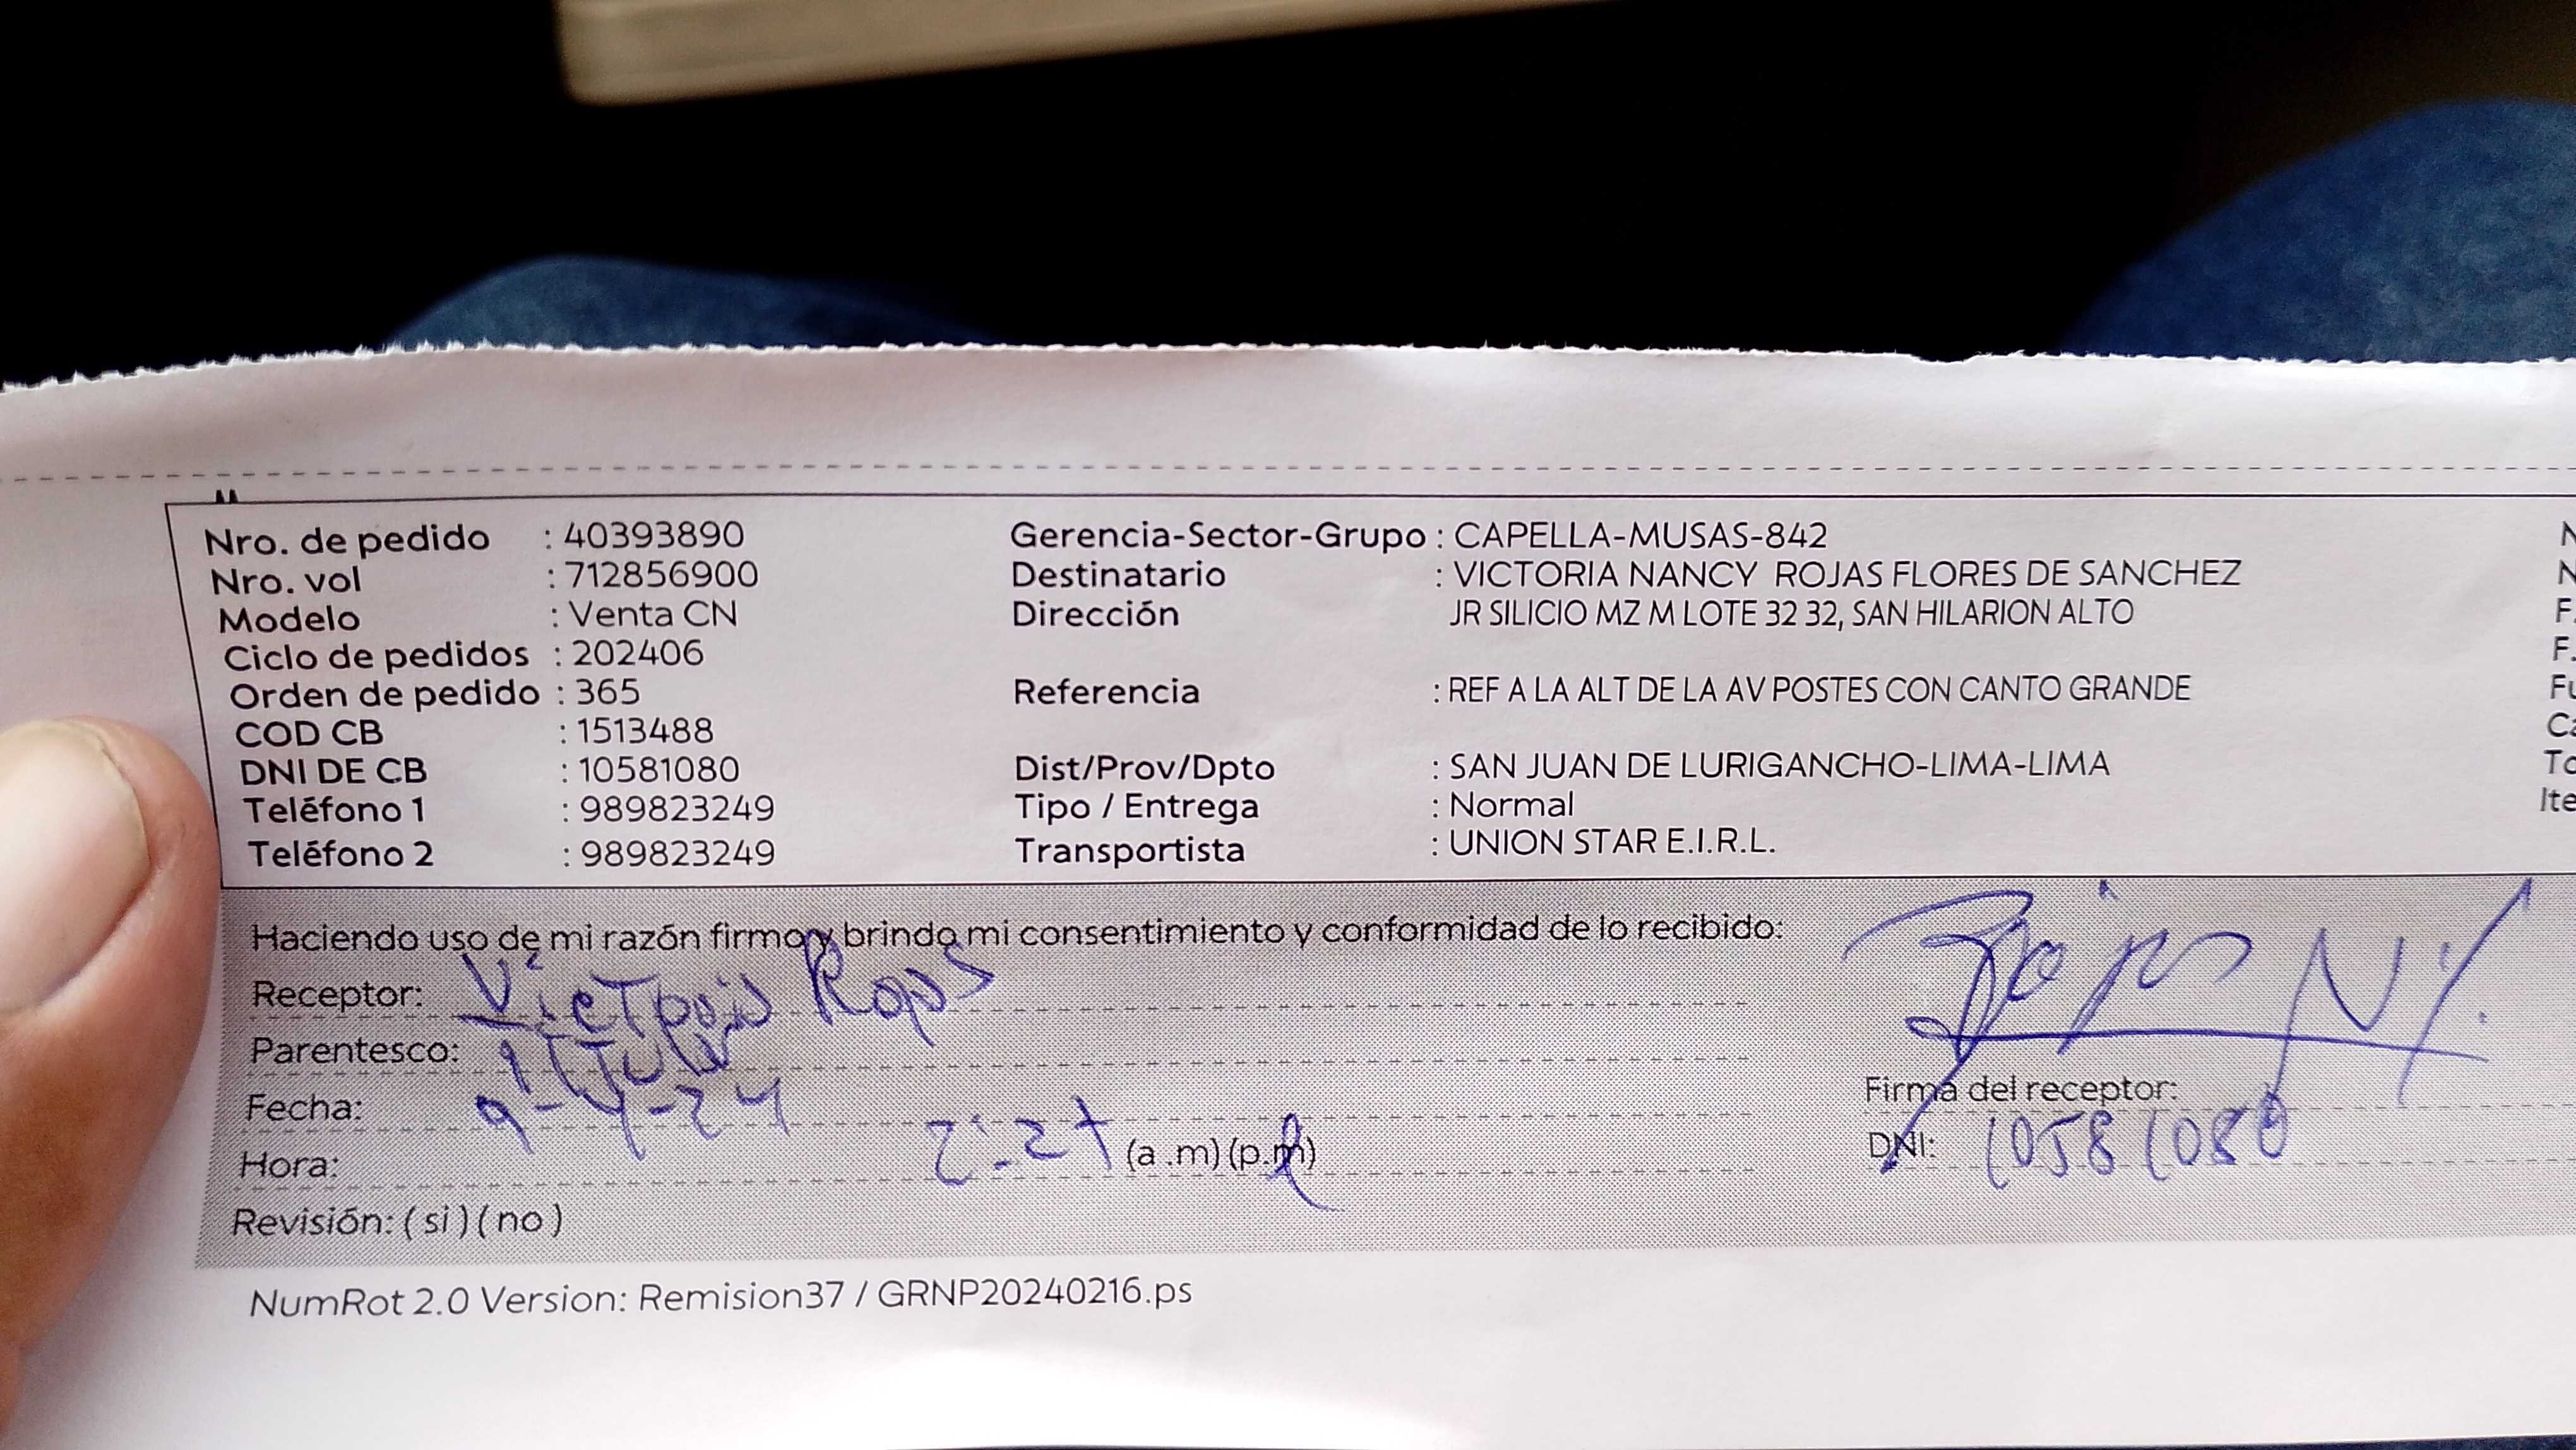 Nro. de pedido : 40393890 Gerencia-Sector-Grupo : CAPELLA-MUSAS-842
Nro. vol : 712856900 Destinatario : VICTORIA NANCY ROJAS FLORES DE SANCHEZ
Modelo : Venta CN Dirección JR SILICIO MZ M LOTE 32 32, SAN HILARION ALTO
Ciclo de pedidos : 202406
Orden de pedido : 365 Referencia : REF A LA ALT DE LA AV POSTES CON CANTO GRANDE
COD CB : 1513488
DNI DE CB : 10581080 Dist/Prov/Dpto : SAN JUAN DE LURIGANCHO-LIMA-LIMA
Teléfono 1 : 989823249 Tipo / Entrega : Normal
Teléfono 2 : 989823249 Transportista : UNION STAR E.I.R.L.
Haciendo uso de mi razón firmo y brindo mi consentimiento y conformidad de lo recibido:
Receptor: Rojas
Parentesco: Titular
Fecha: 9-4-24 Firma del receptor: Rojas N
Hora: 2:27 (a .m) (p.m) DNI: 10581080
Revisión: ( si ) ( no )
NumRot 2.0 Version: Remision37 / GRNP20240216.ps